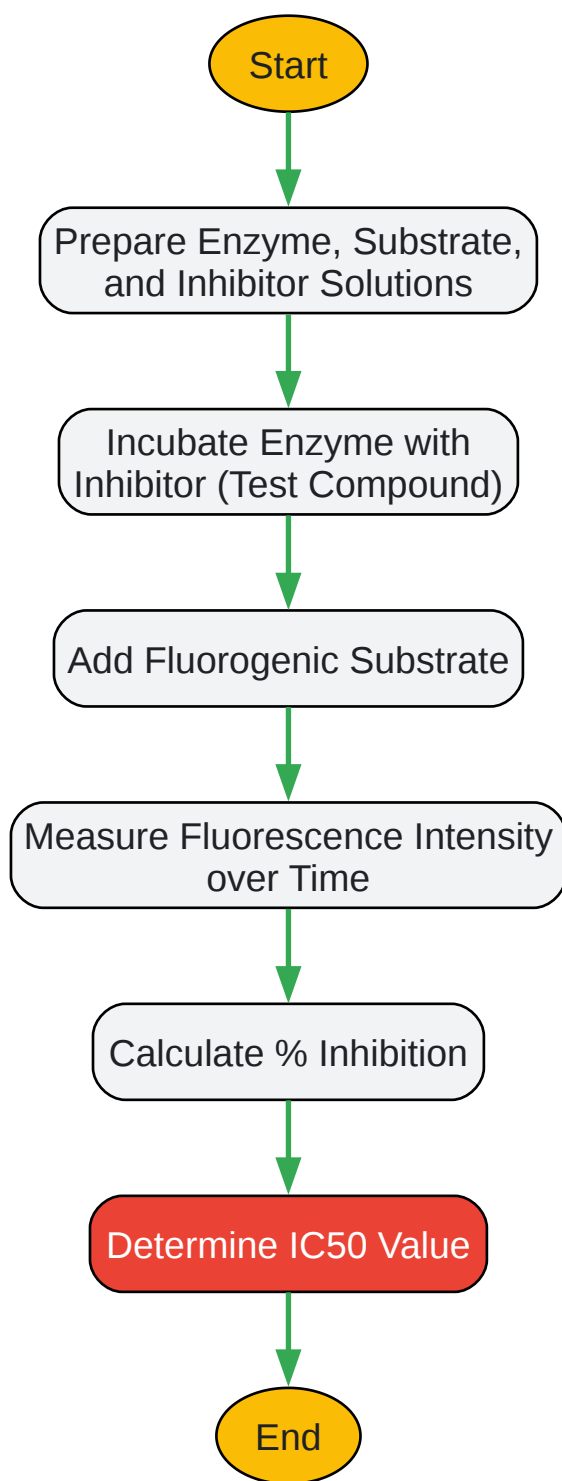 Start
Prepare Enzyme, Substrate,
and Inhibitor Solutions
Incubate Enzyme with
Inhibitor (Test Compound)
Add Fluorogenic Substrate
Measure Fluorescence Intensity
over Time
Calculate % Inhibition
Determine IC50 Value
End